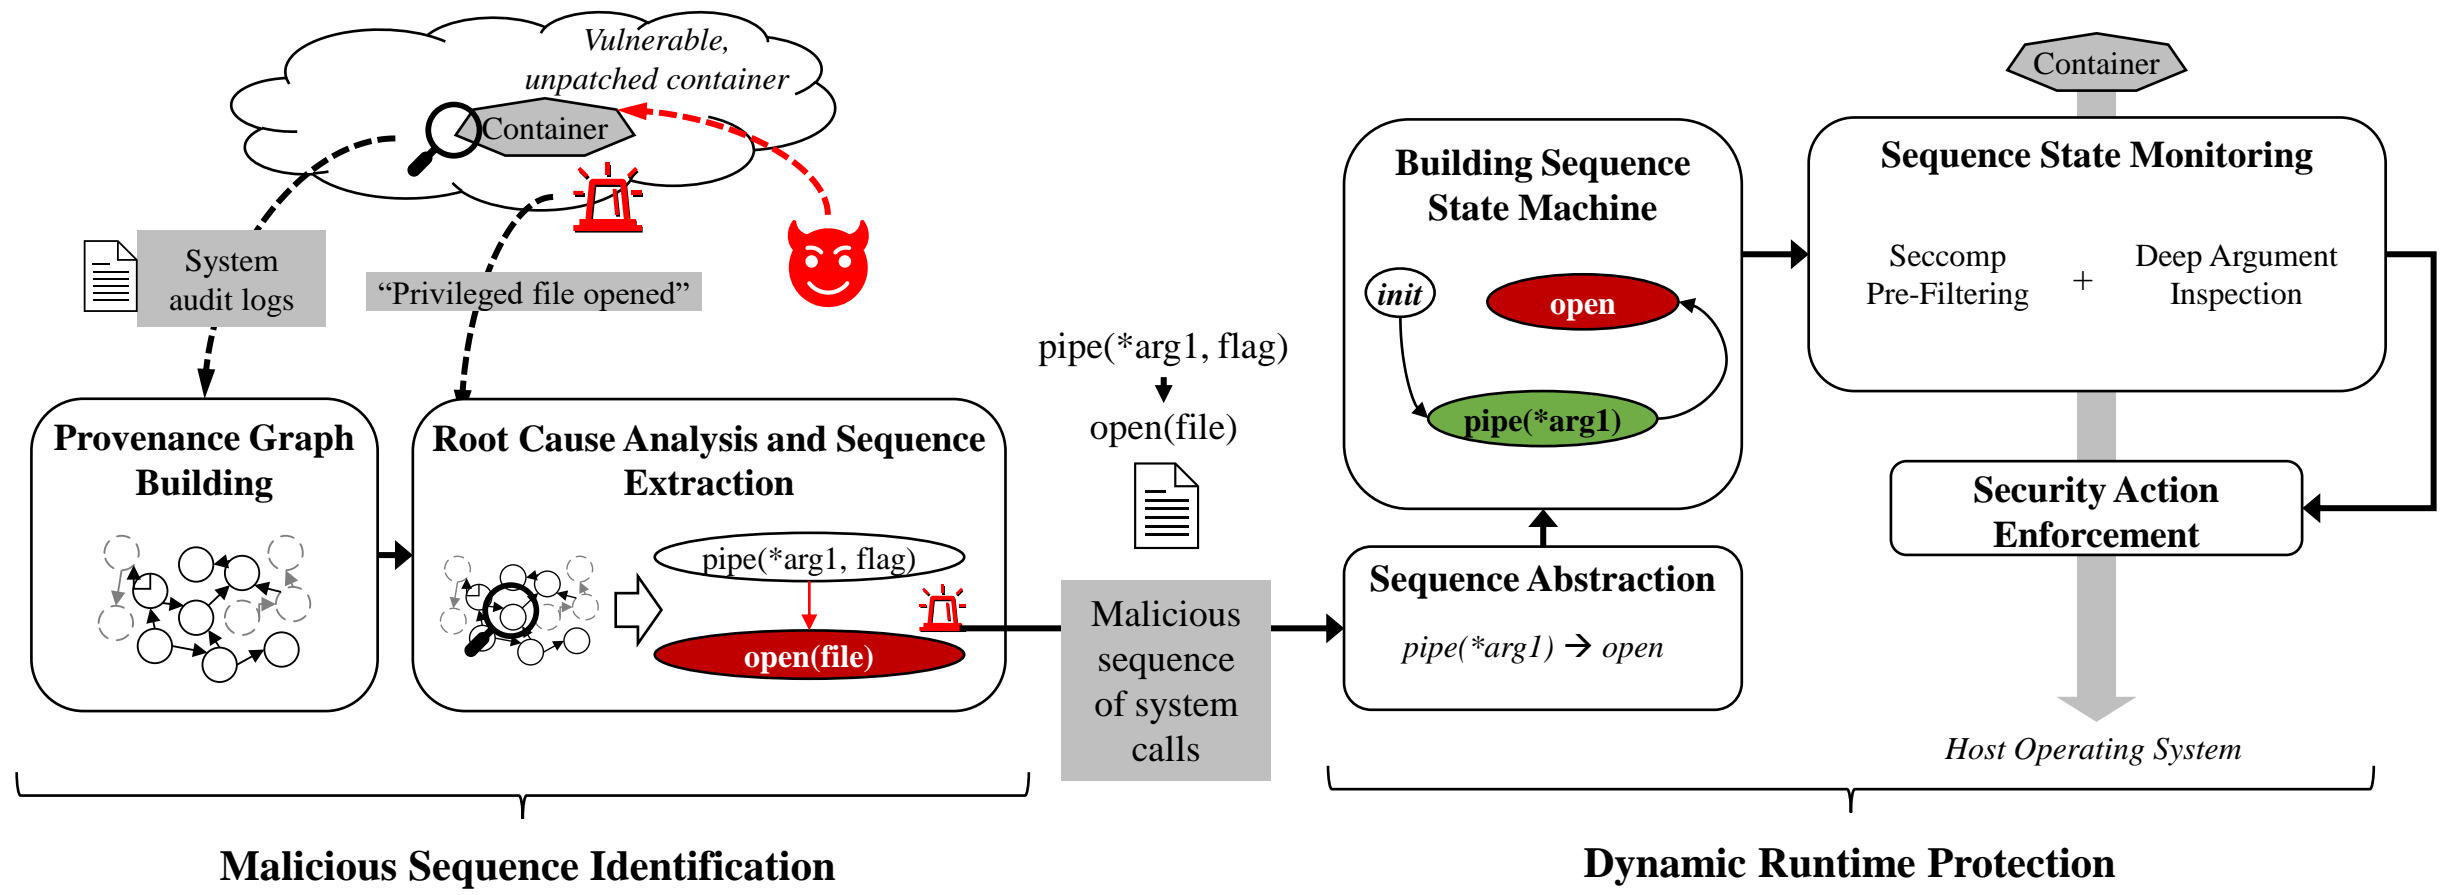 Vulnerable,
unpatched container
Container
System
audit logs
“Privileged file opened”
Provenance Graph
Building
Root Cause Analysis and Sequence
Extraction
pipe(*arg1, flag)
open(file)
Malicious Sequence Identification
pipe(*arg1, flag)
open(file)
Malicious
sequence
of system
calls
Building Sequence
State Machine
init
open
pipe(*arg1)
Sequence Abstraction
pipe(*arg1) → open
Container
Sequence State Monitoring
Seccomp
Pre-Filtering
+
Deep Argument
Inspection
Security Action
Enforcement
Host Operating System
Dynamic Runtime Protection